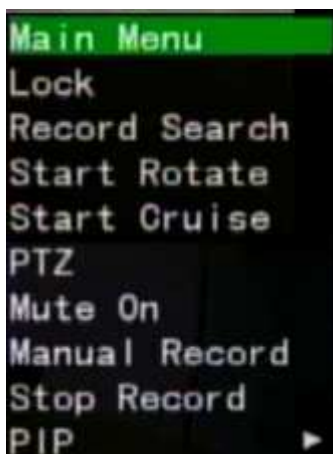 Main Menu
Lock
Record Search
Start Rotate
Start Cruise
PTZ
Mute On
Manual Record
Stop Record
PIP